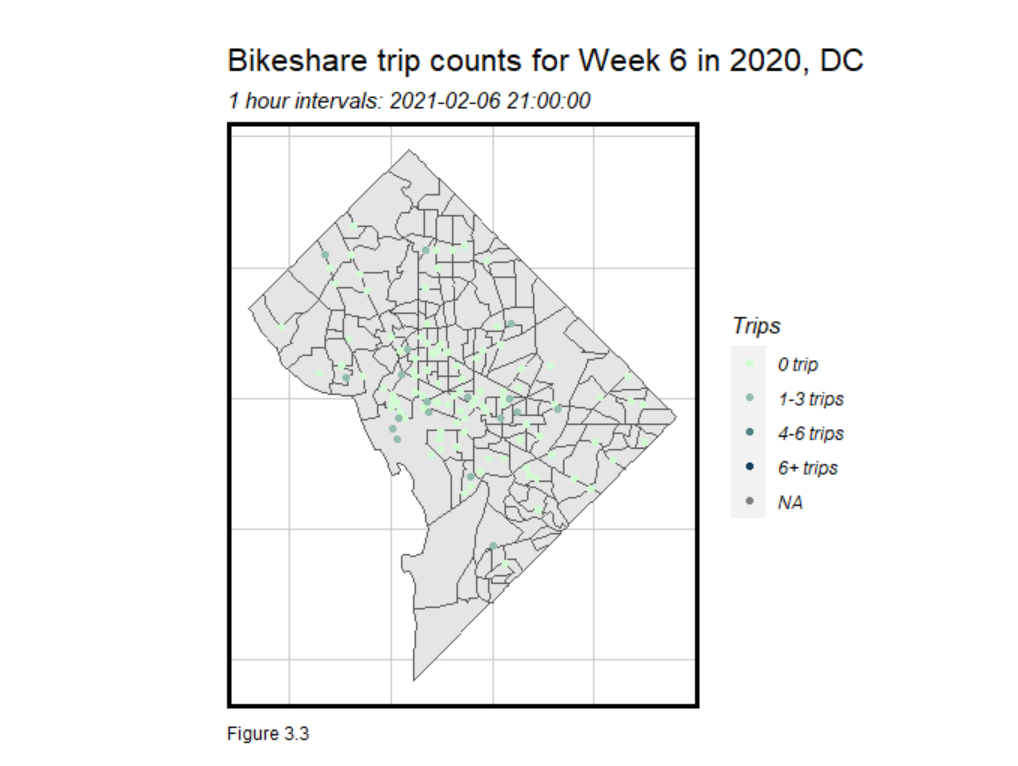 Bikeshare trip counts for Week 6 in 2020, DC
1 hour intervals: 2021-02-06 21:00:00
Trips
0 trip
1-3 trips
4-6 trips
6+ trips
NA
Figure 3.3